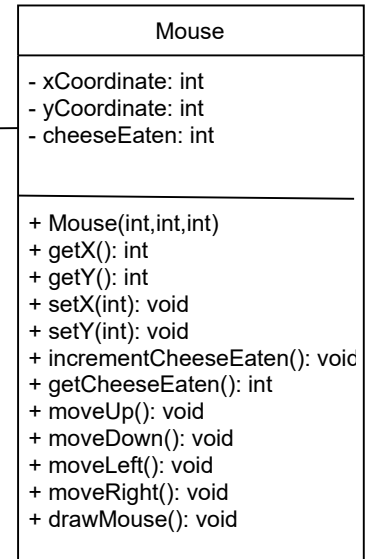 Mouse
- xCoordinate: int
- yCoordinate: int
- cheeseEaten: int
+ Mouse(int,int,int)
+ getX(): int
+ getY(): int
+ setX(int): void
+ setY(int): void
+ incrementCheeseEaten(): void
+ getCheeseEaten(): int
+ moveUp(): void
+ moveDown(): void
+ moveLeft(): void
+ moveRight(): void
+ drawMouse(): void